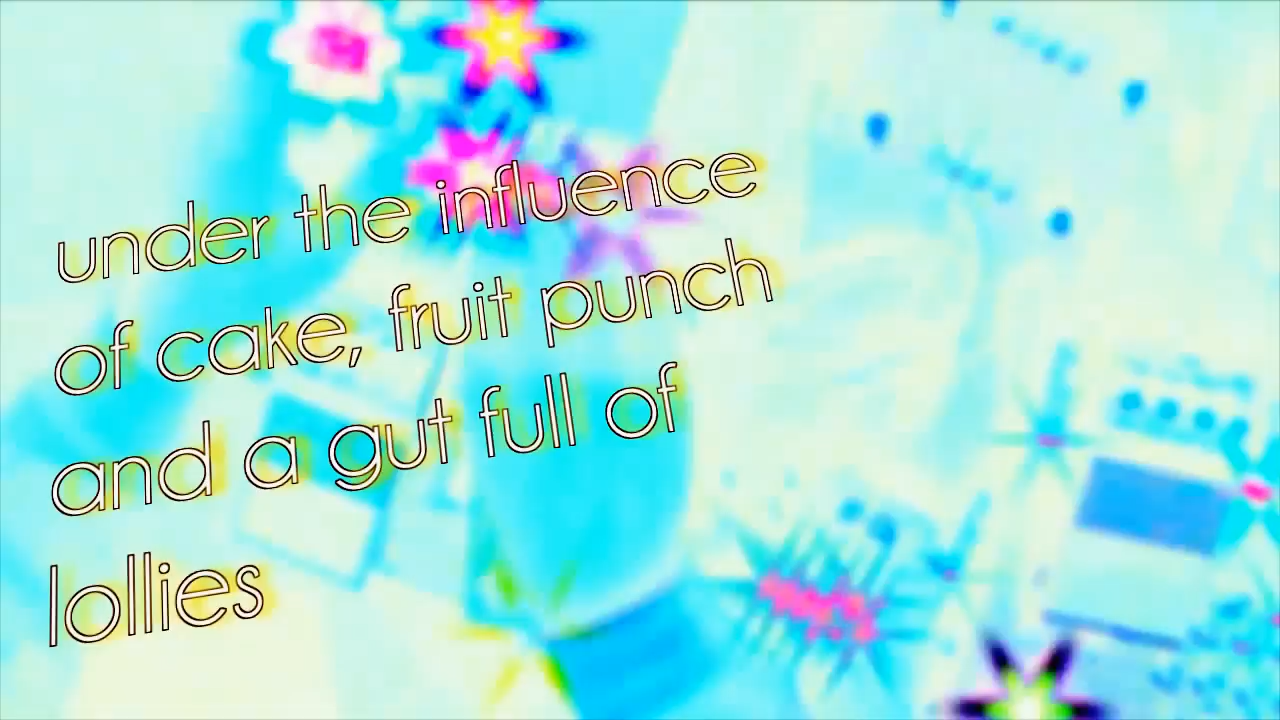 under the influence
of cake, fruit punch
and a gut full of
lollies